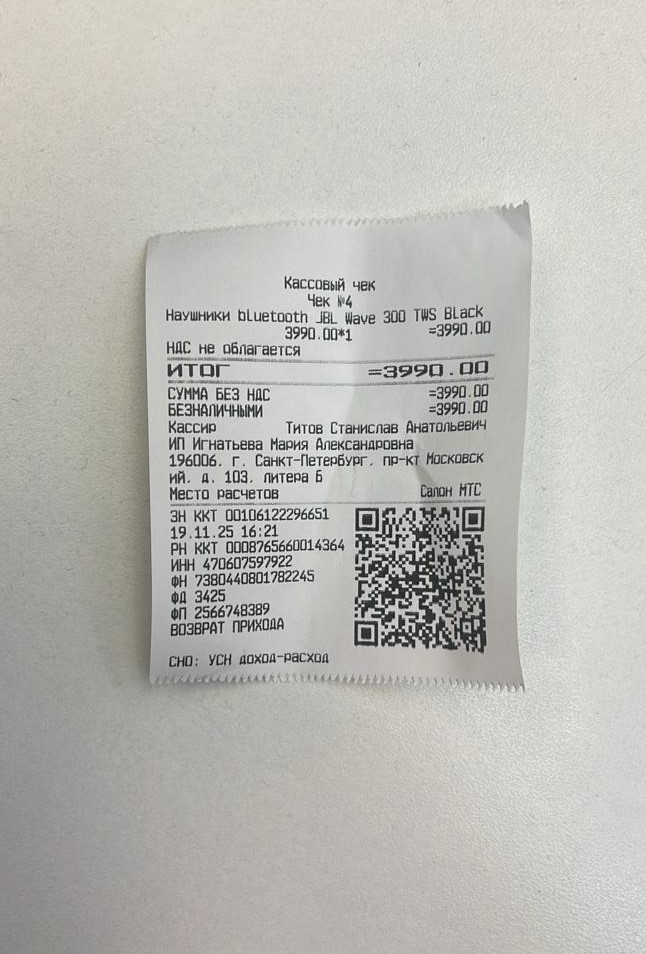 Кассовый чек
Чек №4
Наушники bluetooth JBL Wave 300 TWS Black
3990.00*1 =3990.00
НДС не облагается
ИТОГ =3990.00
СУММА БЕЗ НДС =3990.00
БЕЗНАЛИЧНЫМИ =3990.00
Кассир Титов Станислав Анатольевич
ИП Игнатьева Мария Александровна
196006. г. Санкт-Петербург. пр-кт Московск
ий. д. 103. литера Б
Место расчетов Салон МТС
ЗН ККТ 00106122296651
19.11.25 16:21
РН ККТ 0008765660014364
ИНН 470607597922
ФН 7380440801782245
ФД 3425
ФП 2566748389
ВОЗВРАТ ПРИХОДА
СНО: УСН доход-расход